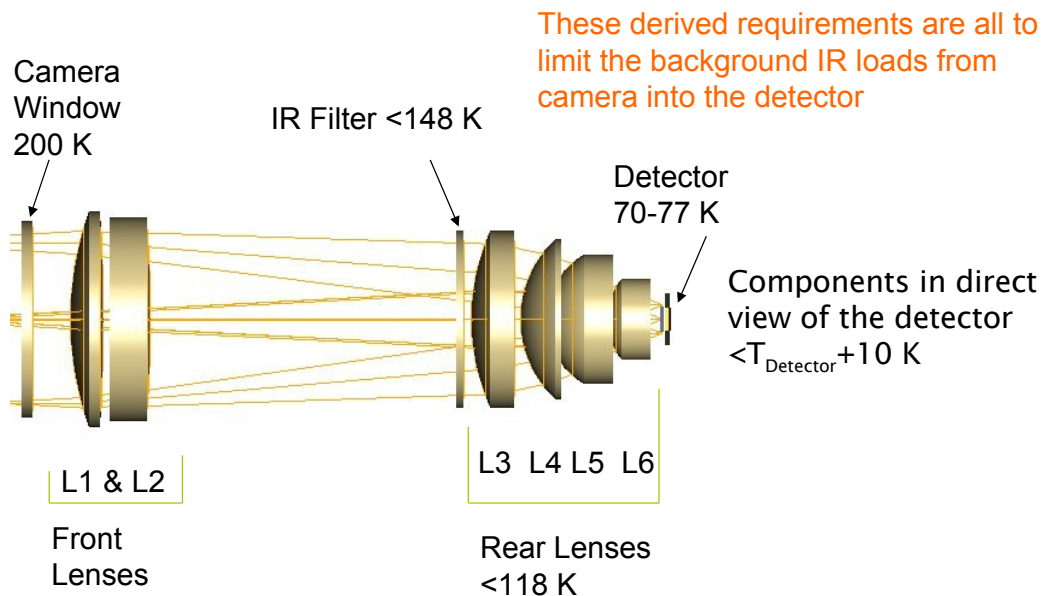 These derived requirements are all to
limit the background IR loads from
camera into the detector
Camera
Window
200 K
IR Filter <148 K
Detector
70-77 K
Components in direct
view of the detector
<T_Detector+10 K
L1 & L2
L3 L4 L5 L6
Front
Lenses
Rear Lenses
<118 K